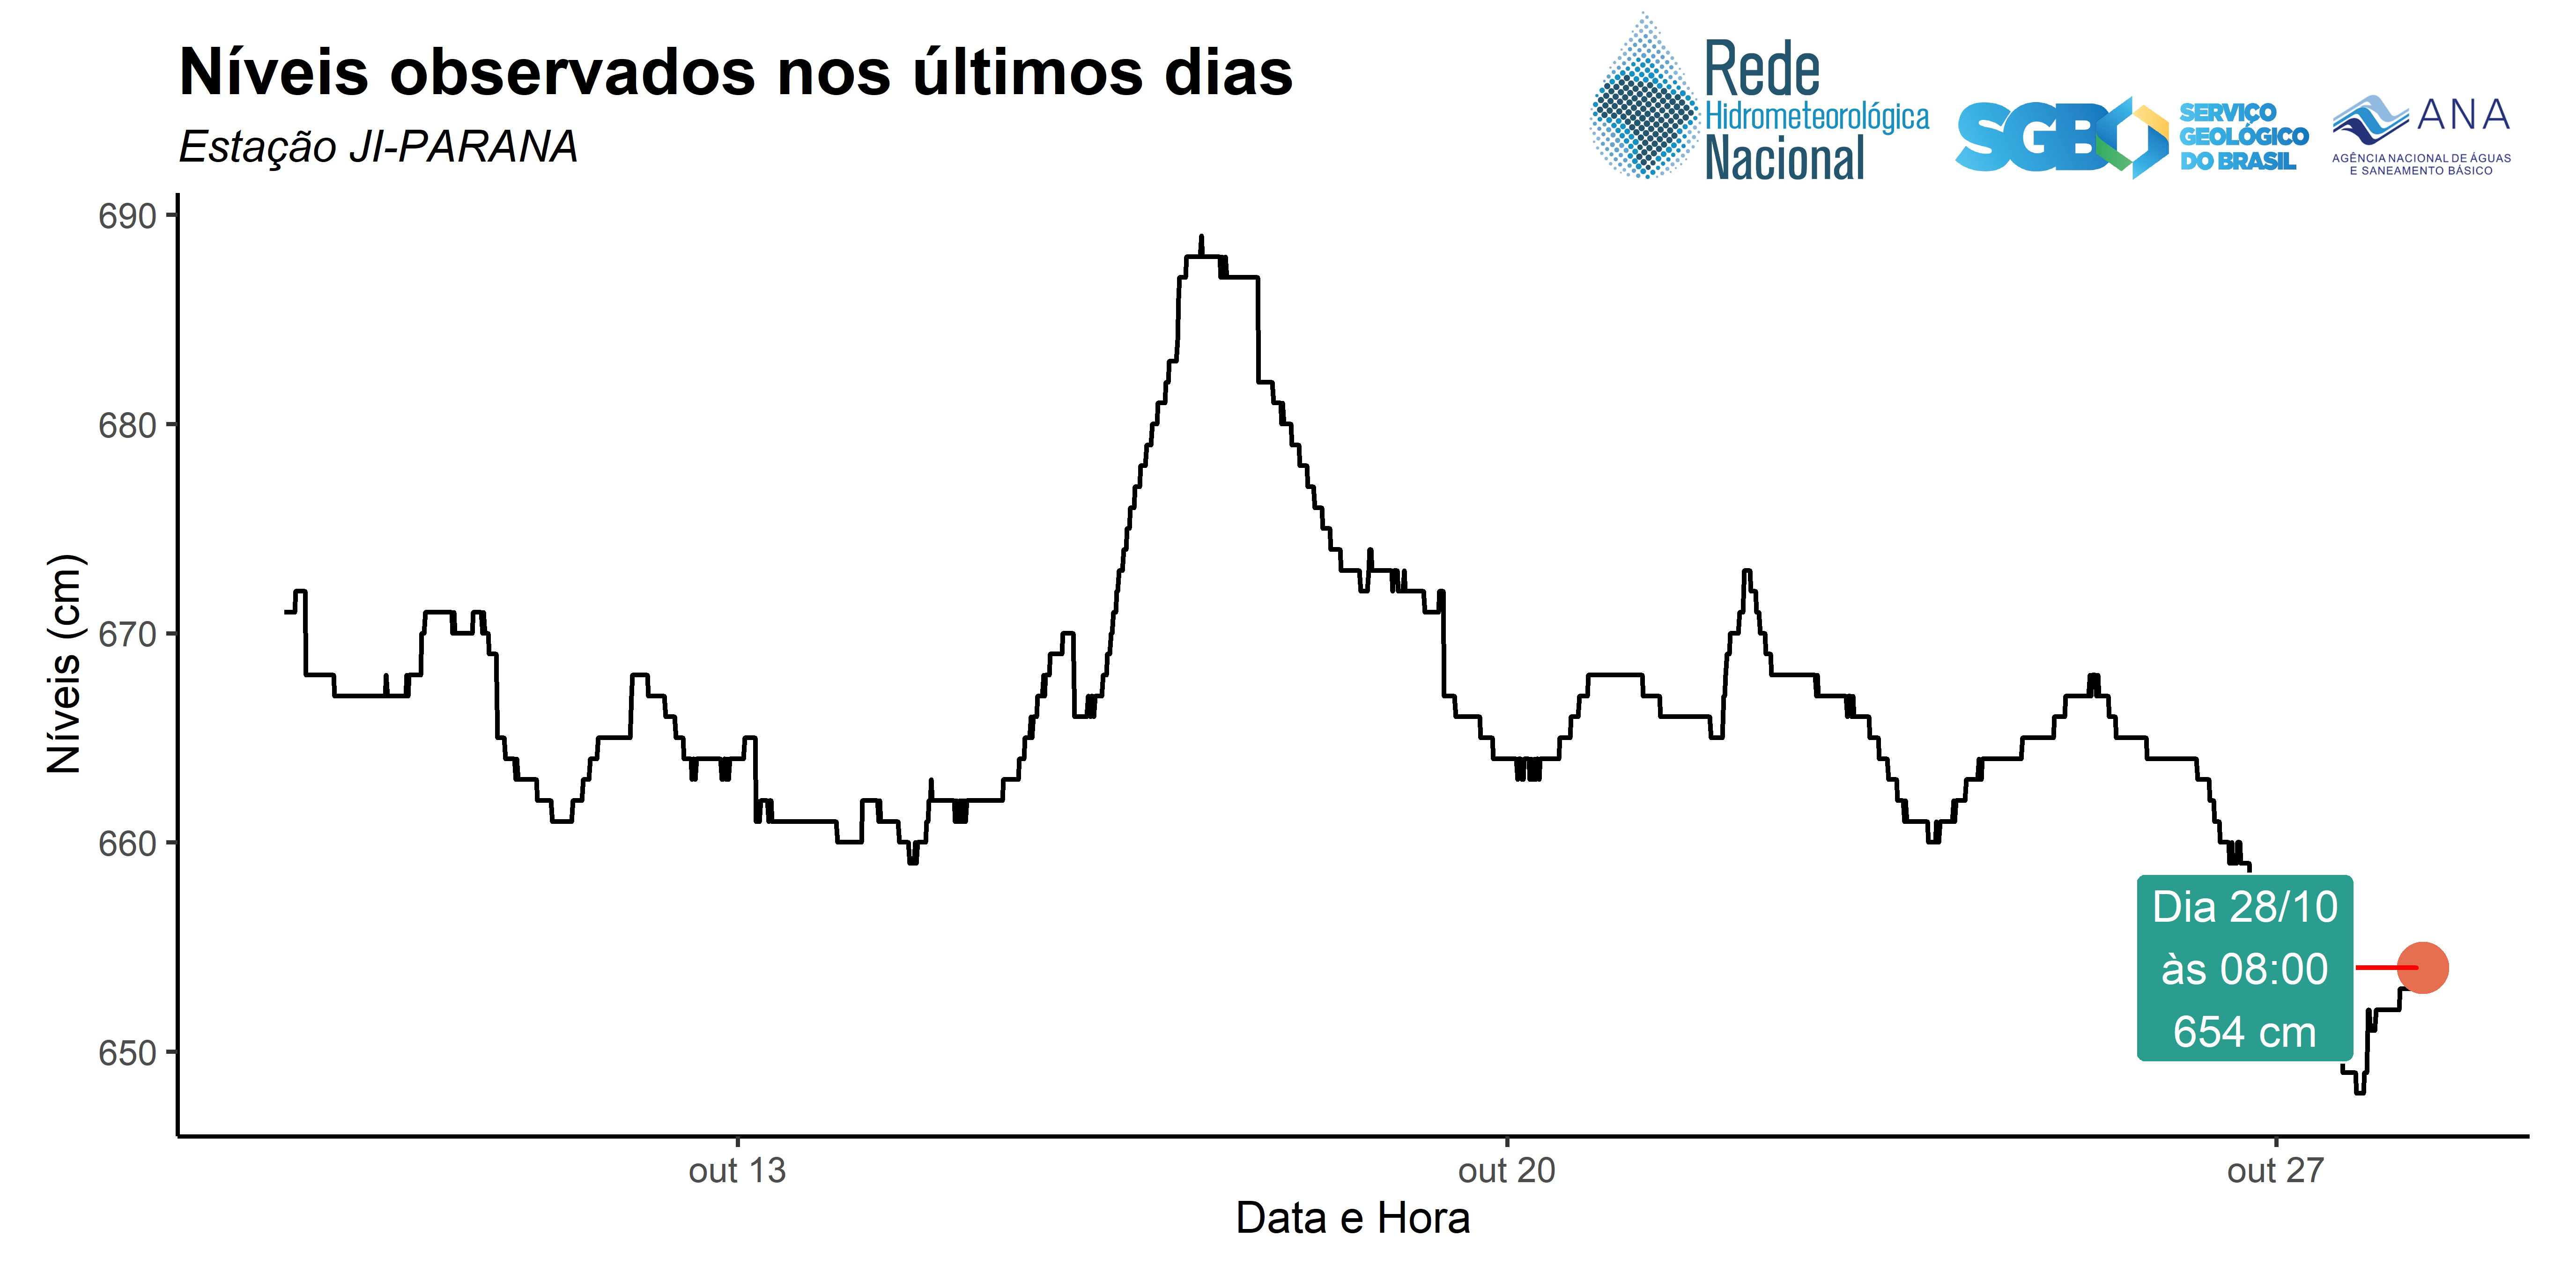 Níveis observados nos últimos dias
Estação JI-PARANA
Rede
Hidrometeorológica
Nacional
SGB
SERVIÇO
GEOLÓGICO
DO BRASIL
ANA
AGÊNCIA NACIONAL DE ÁGUAS
E SANEAMENTO BÁSICO
Níveis (cm)
690
680
670
660
650
Dia 28/10
às 08:00
654 cm
out 13
out 20
out 27
Data e Hora